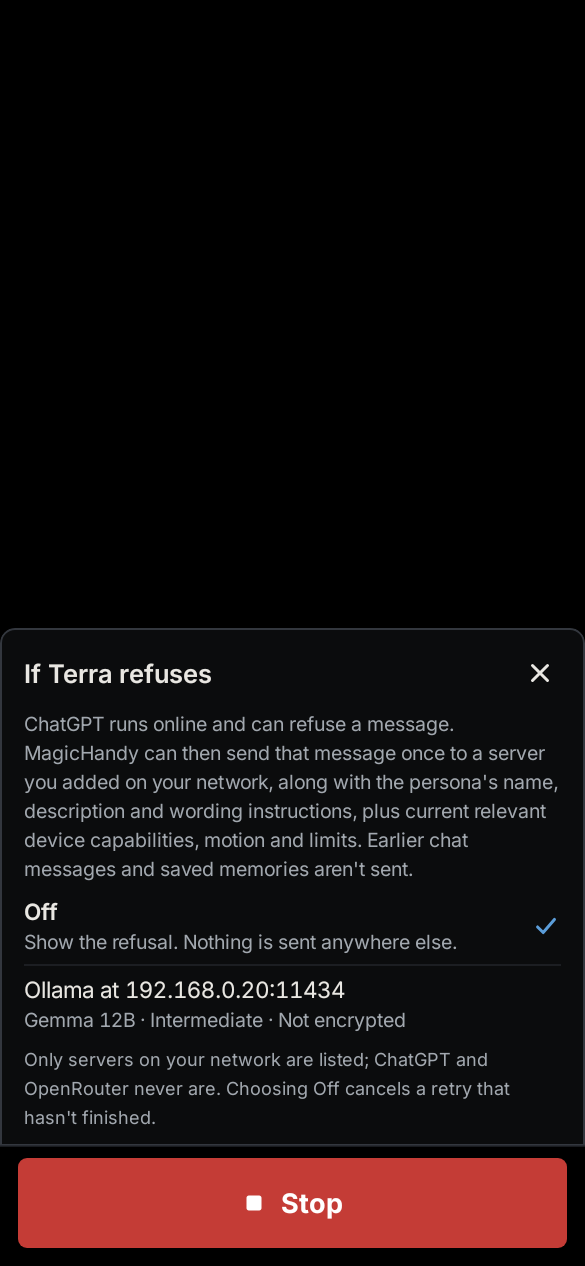 If Terra refuses
ChatGPT runs online and can refuse a message.
MagicHandy can then send that message once to a server
you added on your network, along with the persona's name,
description and wording instructions, plus current relevant
device capabilities, motion and limits. Earlier chat
messages and saved memories aren't sent.
Off
Show the refusal. Nothing is sent anywhere else.
Ollama at 192.168.0.20:11434
Gemma 12B · Intermediate · Not encrypted
Only servers on your network are listed; ChatGPT and
OpenRouter never are. Choosing Off cancels a retry that
hasn't finished.
Stop